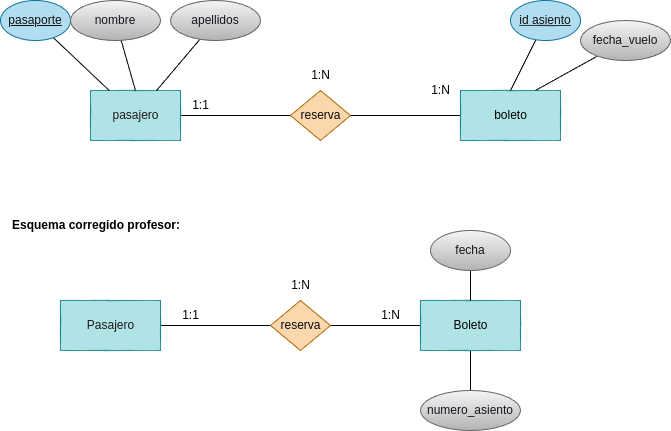 pasaporte
nombre
apellidos
id asiento
fecha_vuelo
1:N
1:1
1:N
pasajero
reserva
boleto
Esquema corregido profesor:
fecha
1:N
1:1
1:N
Pasajero
reserva
Boleto
numero_asiento